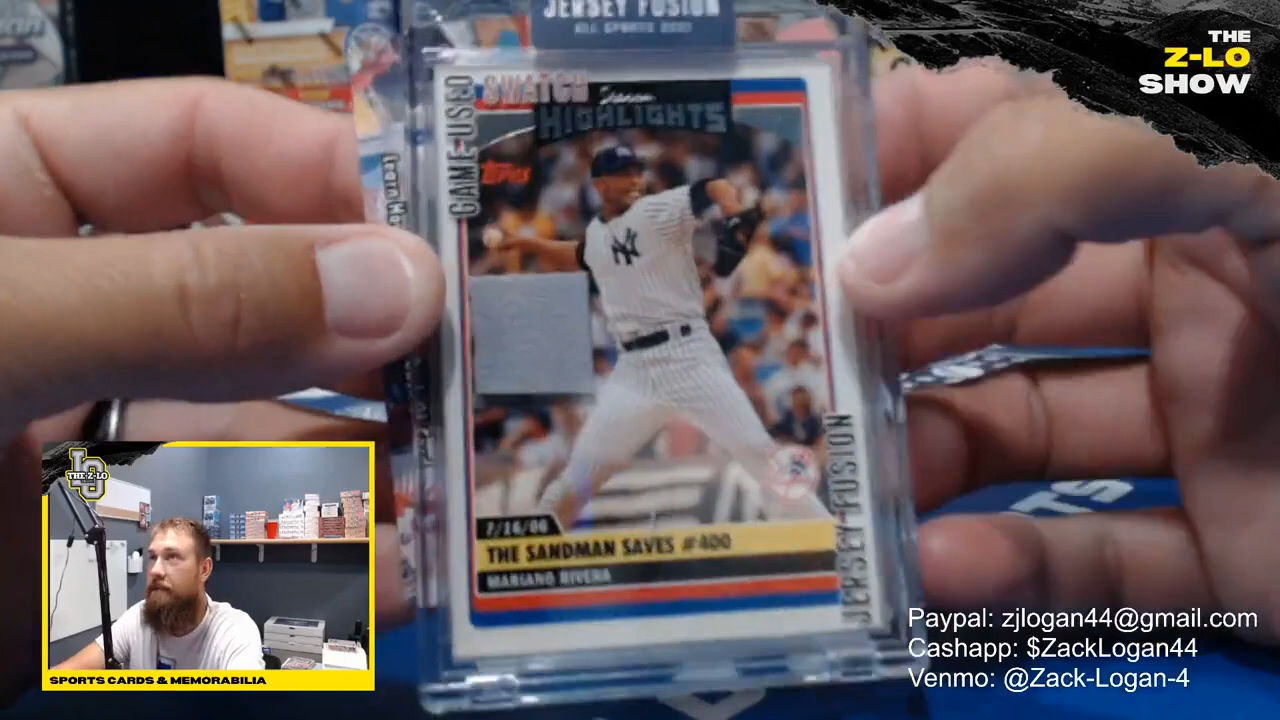 JERSEY FUSION
ALL SPORTS 2021
THE
Z-LO
SHOW
GAME-USED
SWATCH
Season
HIGHLIGHTS
Topps
NY
7/16/06
THE SANDMAN SAVES #400
MARIANO RIVERA
JERSEY FUSION
THE Z-LO
SPORTS CARDS & MEMORABILIA
Paypal: zjlogan44@gmail.com
Cashapp: $ZackLogan44
Venmo: @Zack-Logan-4